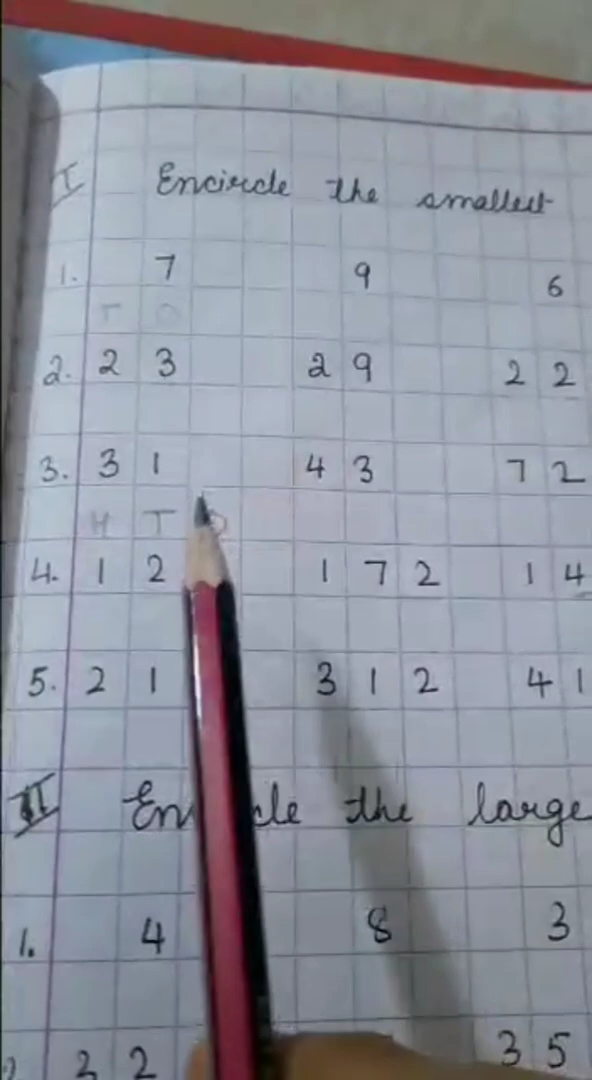 I Encircle the smallest
1. 7 9 6
T O
2. 2 3 2 9 2 2
3. 3 1 4 3 7 2
H T O
4. 1 2 1 7 2 1 4
5. 2 1 3 1 2 4 1
II the large
1. 4 8 3
2 2 3 5